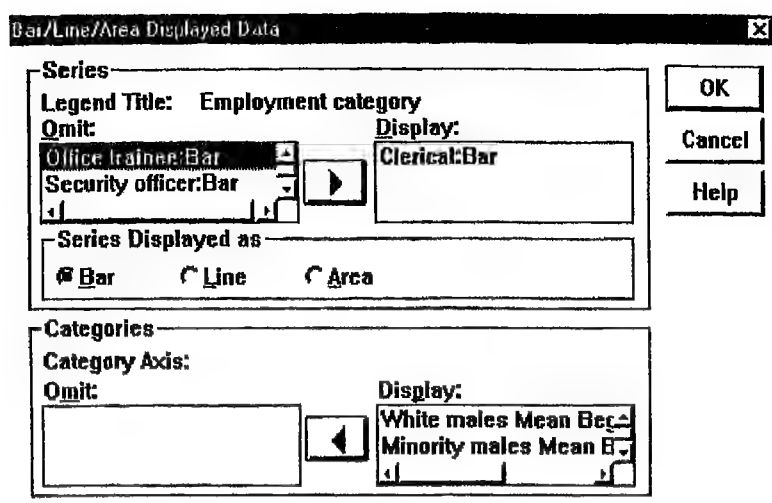 Bar/Line/Area Displayed Data
Series
Legend Title: Employment category
Omit:
Display:
Office trainee:Bar
Security officer:Bar
Clerical:Bar
Series Displayed as
Bar Line Area
Categories
Category Axis:
Omit:
Display:
White males Mean Beg
Minority males Mean B
OK
Cancel
Help